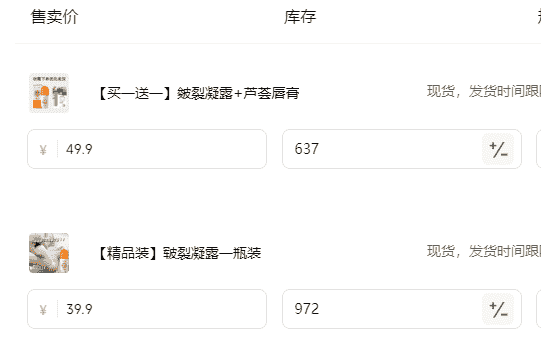 售卖价 库存
【买一送一】皴裂凝露+芦荟唇膏 现货，发货时间跟
¥ 49.9 637 +/-
【精品装】皲裂凝露一瓶装 现货，发货时间跟
¥ 39.9 972 +/-